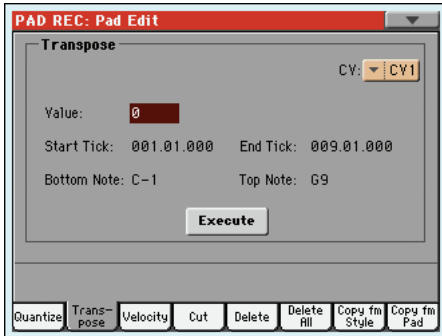 PAD REC: Pad Edit
Transpose
CV: CV1
Value: 0
Start Tick: 001.01.000 End Tick: 009.01.000
Bottom Note: C-1 Top Note: G9
Execute
Quantize Trans-pose Velocity Cut Delete Delete All Copy fm Style Copy fm Pad